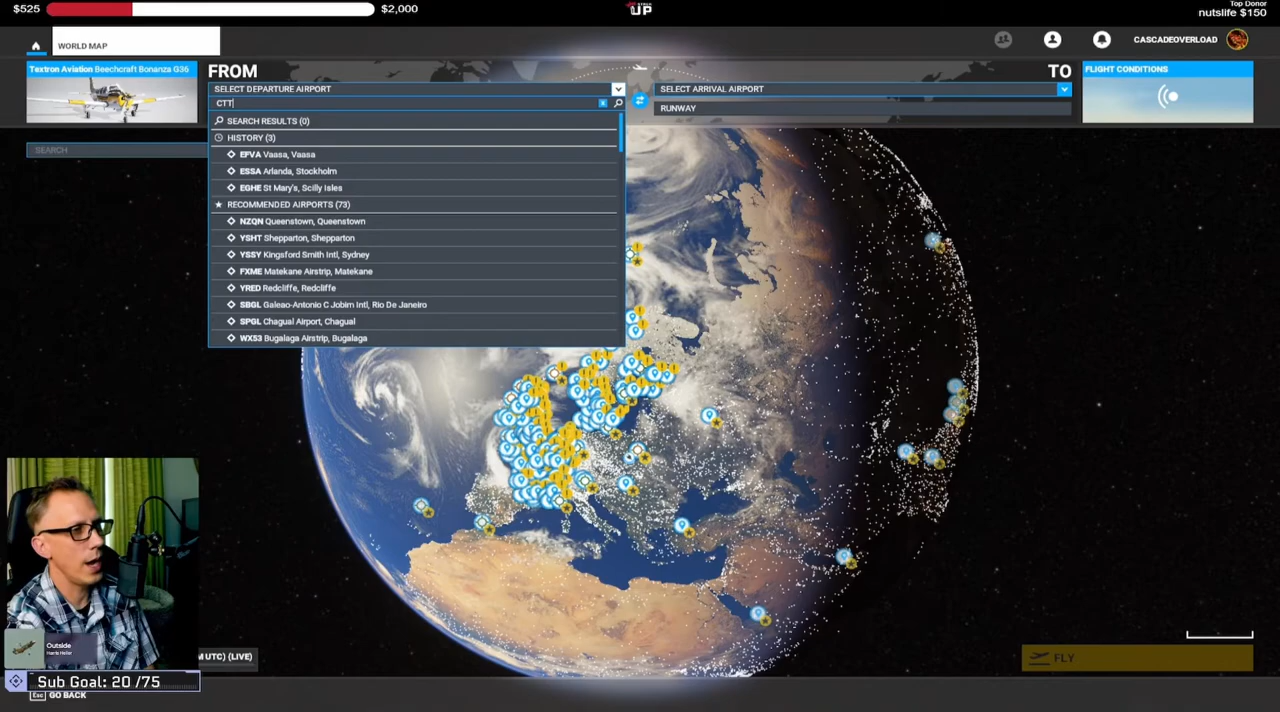 $525
$2,000
UP
Top Donor
nutslife $150
WORLD MAP
CASCADEOVERLOAD
Textron Aviation Beechcraft Bonanza G36
FROM
TO
FLIGHT CONDITIONS
SELECT DEPARTURE AIRPORT
SELECT ARRIVAL AIRPORT
CTT
RUNWAY
SEARCH
SEARCH RESULTS (0)
HISTORY (3)
EFVA Vaasa, Vaasa
ESSA Arlanda, Stockholm
EGHE St Mary's, Scilly Isles
RECOMMENDED AIRPORTS (73)
NZQN Queenstown, Queenstown
YSHT Shepparton, Shepparton
YSSY Kingsford Smith Intl, Sydney
FXME Matekane Airstrip, Matekane
YRED Redcliffe, Redcliffe
SBGL Galeao-Antonio C Jobim Intl, Rio De Janeiro
SPGL Chagual Airport, Chagual
WX53 Bugalaga Airstrip, Bugalaga
Outside
Harris Heller
M UTC) (LIVE)
FLY
Sub Goal: 20 /75
Esc GO BACK